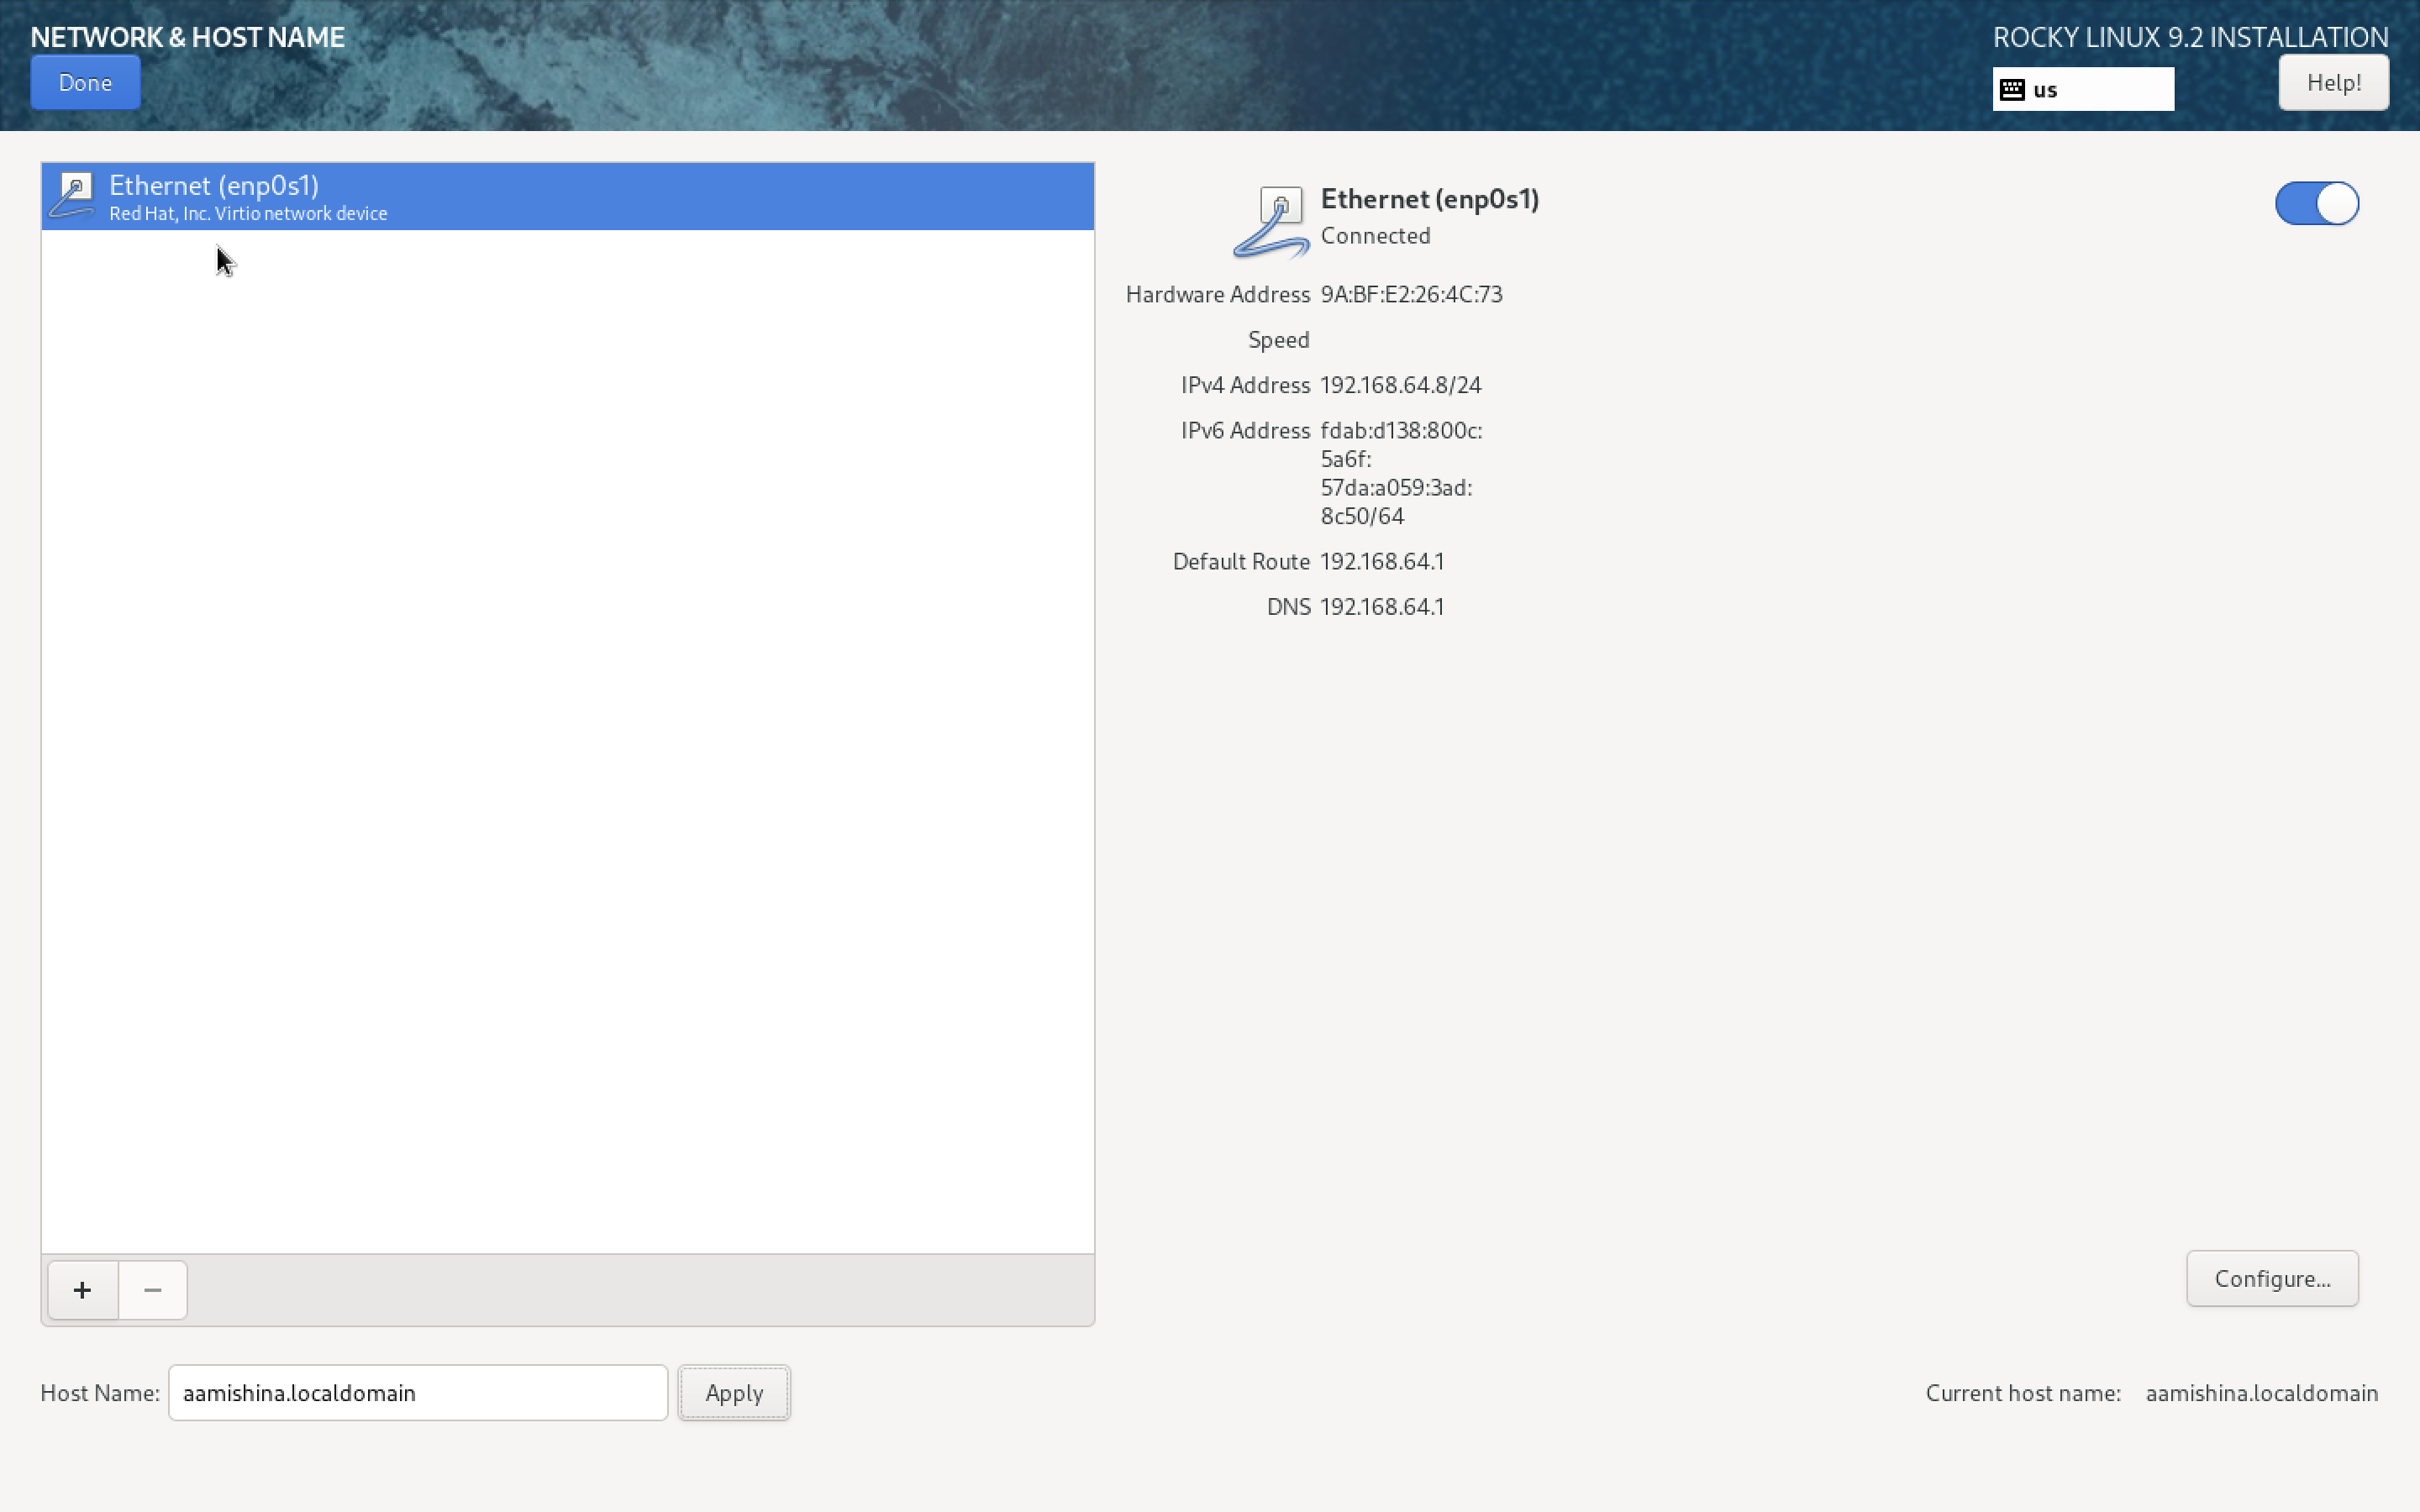 NETWORK & HOST NAME
ROCKY LINUX 9.2 INSTALLATION
Done
us
Help!
Ethernet (enp0s1)
Red Hat, Inc. Virtio network device
Ethernet (enp0s1)
Connected
Hardware Address 9A:BF:E2:26:4C:73
Speed
IPv4 Address 192.168.64.8/24
IPv6 Address fdab:d138:800c:
5a6f:
57da:a059:3ad:
8c50/64
Default Route 192.168.64.1
DNS 192.168.64.1
+ −
Configure...
Host Name: aamishina.localdomain Apply
Current host name: aamishina.localdomain